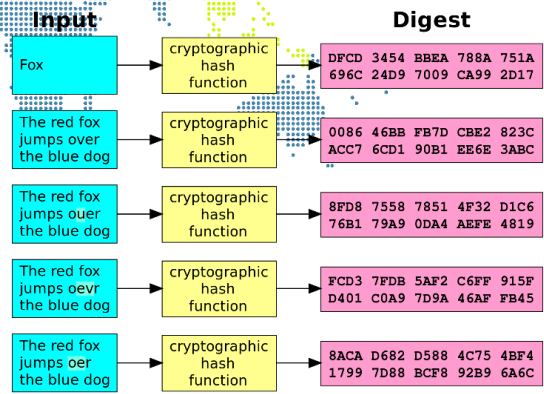 Input
Digest
Fox
cryptographic
hash
function
DFCD 3454 BBEA 788A 751A
696C 24D9 7009 CA99 2D17
The red fox
jumps over
the blue dog
cryptographic
hash
function
0086 46BB FB7D CBE2 823C
ACC7 6CD1 90B1 EE6E 3ABC
The red fox
jumps ouer
the blue dog
cryptographic
hash
function
8FD8 7558 7851 4F32 D1C6
76B1 79A9 0DA4 AEFE 4819
The red fox
jumps oevr
the blue dog
cryptographic
hash
function
FCD3 7FDB 5AF2 C6FF 915F
D401 C0A9 7D9A 46AF FB45
The red fox
jumps oer
the blue dog
cryptographic
hash
function
8ACA D682 D588 4C75 4BF4
1799 7D88 BCF8 92B9 6A6C